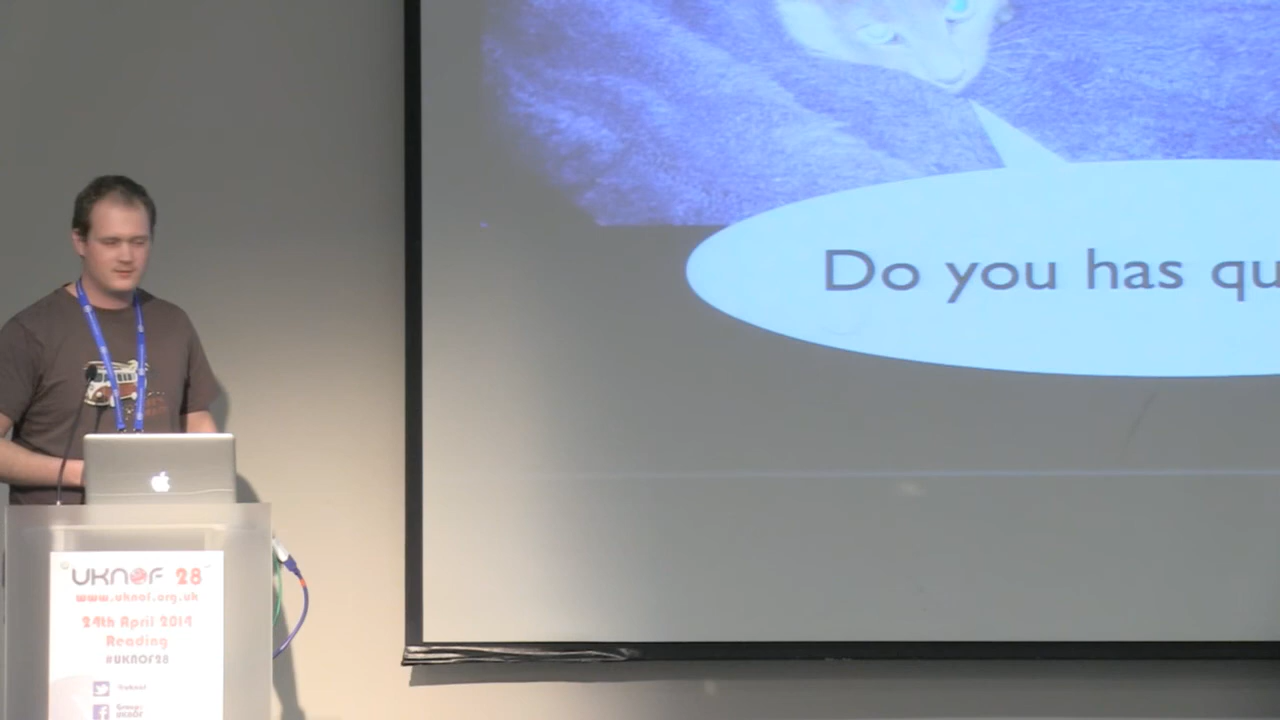 Do you has qu
UKNOF 28
www.uknof.org.uk
24th April 2014
Reading
#UKNOF28